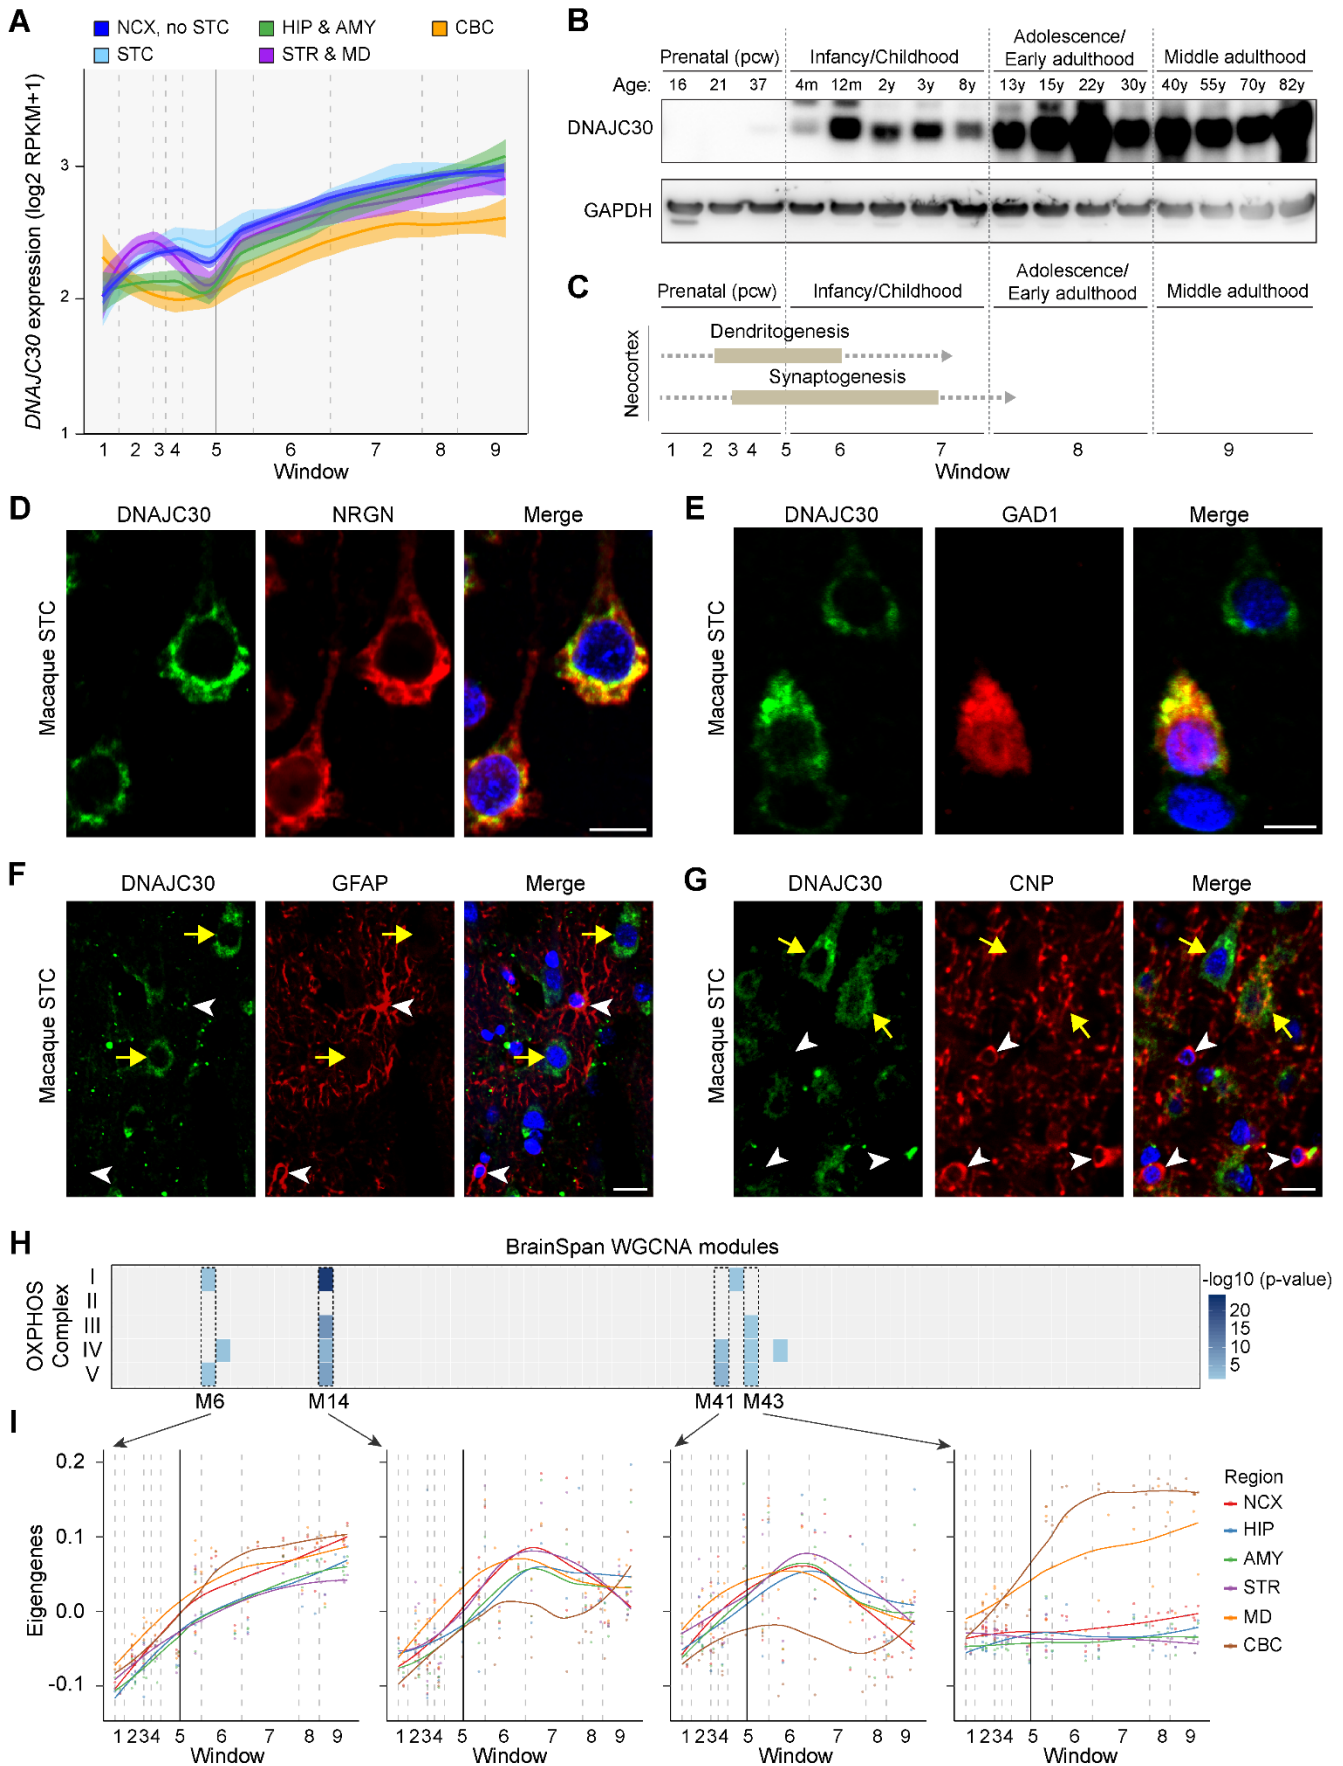 A
NCX, no STC HIP & AMY CBC
STC STR & MD
DNAJC30 expression (log2 RPKM+1)
3
2
1
1 2 3 4 5 6 7 8 9
Window
B
Prenatal (pcw) Infancy/Childhood Adolescence/ Early adulthood Middle adulthood
Age: 16 21 37 4m 12m 2y 3y 8y 13y 15y 22y 30y 40y 55y 70y 82y
DNAJC30
GAPDH
C
Prenatal (pcw) Infancy/Childhood Adolescence/ Early adulthood Middle adulthood
Neocortex
Dendritogenesis
Synaptogenesis
1 2 3 4 5 6 7 8 9
Window
D
DNAJC30 NRGN Merge
Macaque STC
E
DNAJC30 GAD1 Merge
Macaque STC
F
DNAJC30 GFAP Merge
Macaque STC
G
DNAJC30 CNP Merge
Macaque STC
H
BrainSpan WGCNA modules
OXPHOS
Complex
I
II
III
IV
V
M6 M14 M41 M43
-log10 (p-value)
20
15
10
5
I
Eigengenes
0.2
0.1
0.0
-0.1
1 2 3 4 5 6 7 8 9
Window
1 2 3 4 5 6 7 8 9
Window
1 2 3 4 5 6 7 8 9
Window
1 2 3 4 5 6 7 8 9
Window
Region
NCX
HIP
AMY
STR
MD
CBC